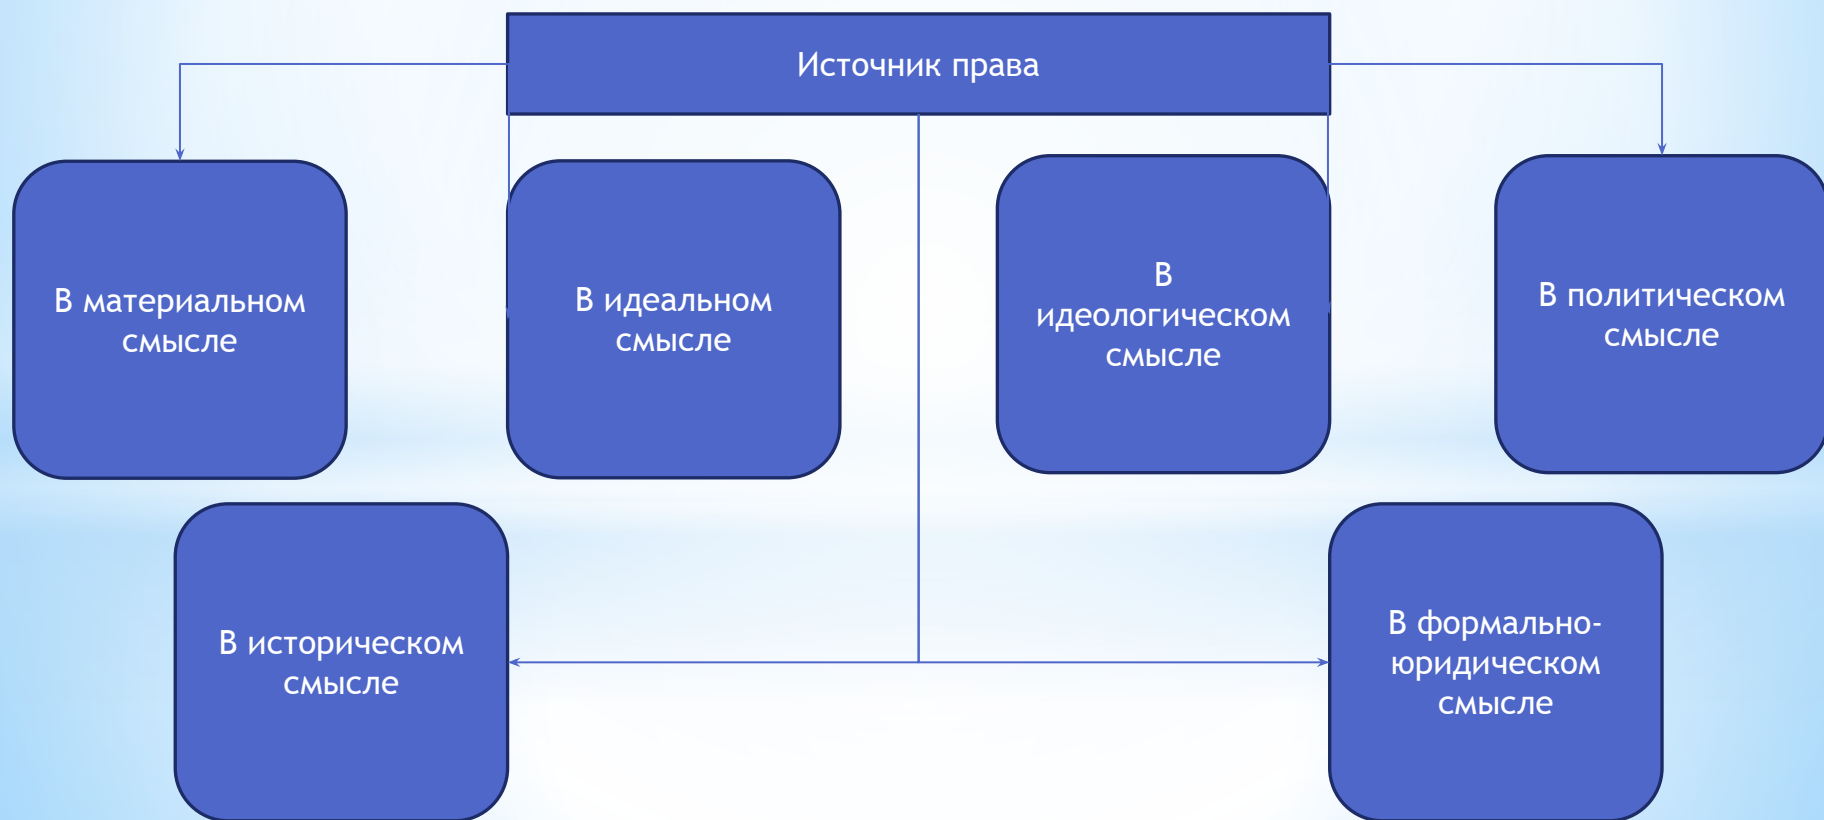 Источник права
В материальном
смысле
В идеальном
смысле
В
идеологическом
смысле
В политическом
смысле
В историческом
смысле
В формально-
юридическом
смысле